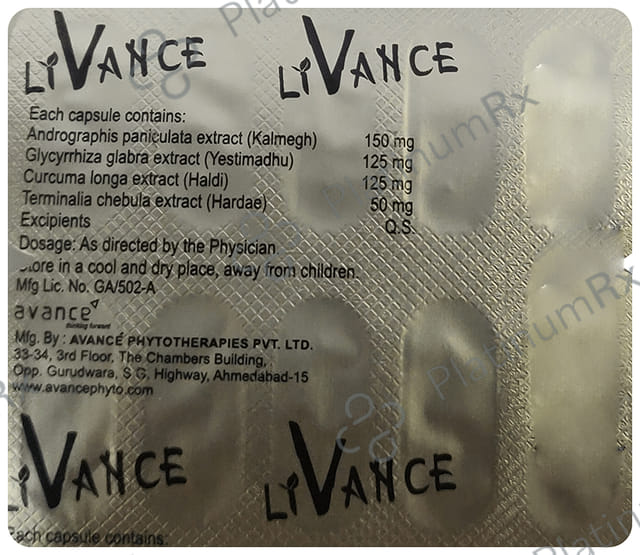 LiVANCE LiVANCE
Each capsule contains:
Andrographis paniculata extract (Kalmegh) 150 mg
Glycyrrhiza glabra extract (Yestimadhu) 125 mg
Curcuma longa extract (Haldi) 125 mg
Terminalia chebula extract (Hardae) 50 mg
Excipients Q.S.
Dosage: As directed by the Physician
Store in a cool and dry place, away from children.
Mfg Lic. No. GA/502-A
avance
thinking forward
Mfg. By : AVANCÉ PHYTOTHERAPIES PVT. LTD.
33-34, 3rd Floor, The Chambers Building,
Opp. Gurudwara, S.G. Highway, Ahmedabad-15
www.avancephyto.com
LiVANCE LiVANCE
Each capsule contains:
PlatinumRx